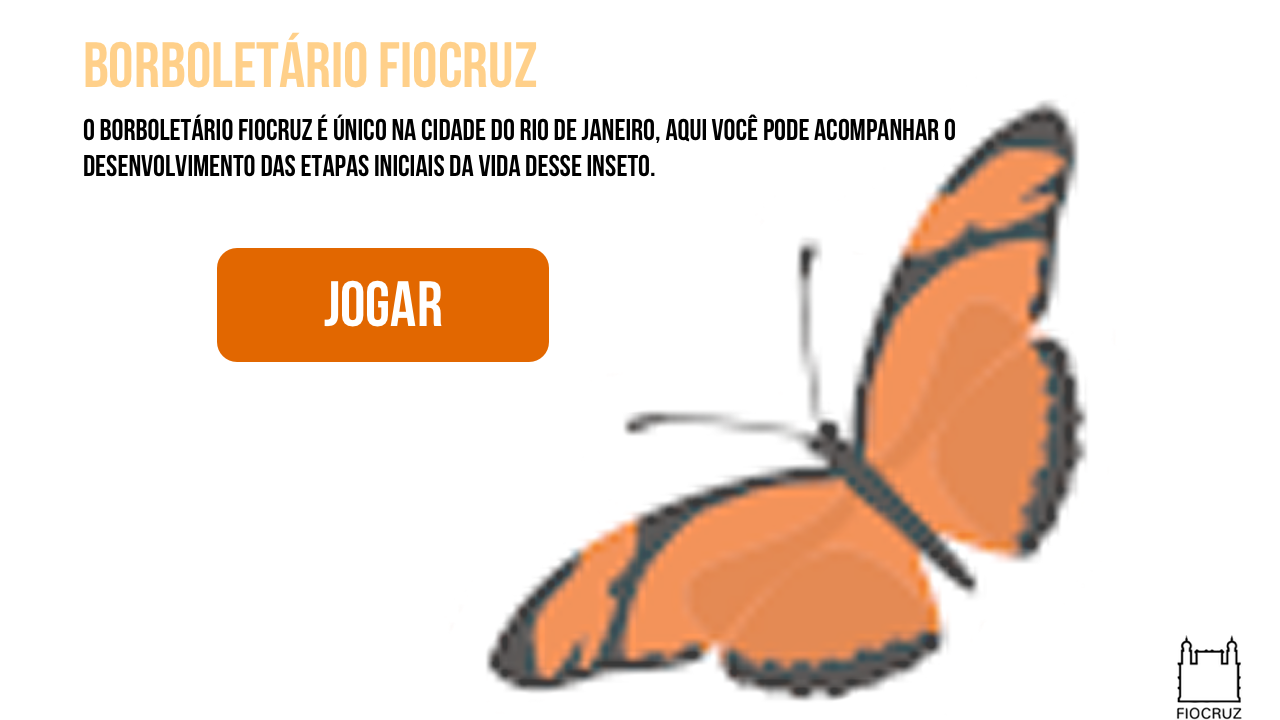 BORBOLETÁRIO FIOCRUZ
O BORBOLETÁRIO FIOCRUZ É ÚNICO NA CIDADE DO RIO DE JANEIRO, AQUI VOCÊ PODE ACOMPANHAR O
DESENVOLVIMENTO DAS ETAPAS INICIAIS DA VIDA DESSE INSETO.
JOGAR
FIOCRUZ